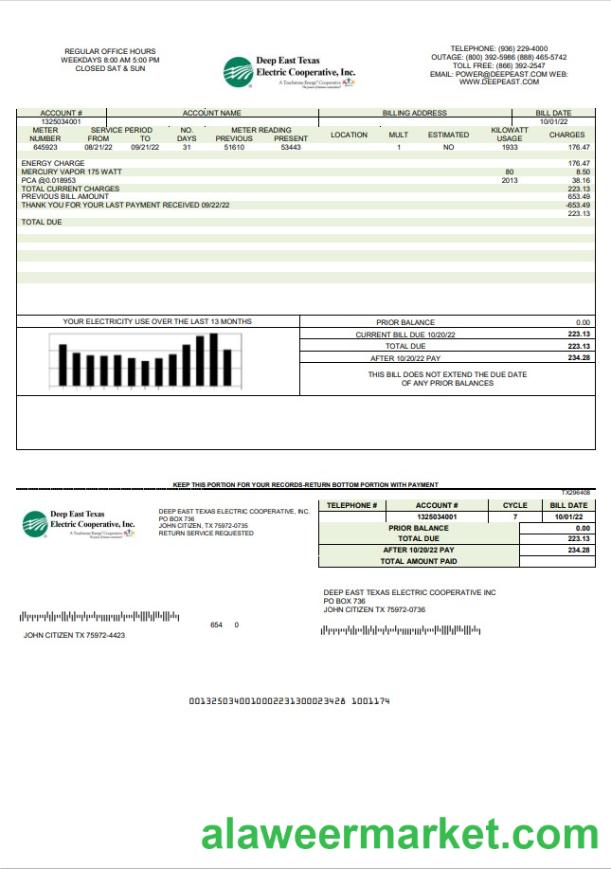 REGULAR OFFICE HOURS
WEEKDAYS 8:00 AM 5:00 PM
CLOSED SAT & SUN
Deep East Texas
Electric Cooperative, Inc.
A Touchstone Energy® Cooperative
TELEPHONE: (936) 229-4000
OUTAGE: (800) 392-5986 (888) 465-5742
TOLL FREE: (866) 392-2547
EMAIL: POWER@DEEPEAST.COM WEB:
WWW.DEEPEAST.COM
ACCOUNT # ACCOUNT NAME BILLING ADDRESS BILL DATE
1325034001 10/01/22
METER NUMBER SERVICE PERIOD FROM TO NO. DAYS METER READING PREVIOUS PRESENT LOCATION MULT ESTIMATED KILOWATT USAGE CHARGES
645923 08/21/22 09/21/22 31 51610 53443 1 NO 1933 176.47
ENERGY CHARGE 176.47
MERCURY VAPOR 175 WATT 80 8.50
PCA @0.018953 2013 38.16
TOTAL CURRENT CHARGES 223.13
PREVIOUS BILL AMOUNT 653.49
THANK YOU FOR YOUR LAST PAYMENT RECEIVED 09/22/22 -653.49
223.13
TOTAL DUE
YOUR ELECTRICITY USE OVER THE LAST 13 MONTHS
PRIOR BALANCE 0.00
CURRENT BILL DUE 10/20/22 223.13
TOTAL DUE 223.13
AFTER 10/20/22 PAY 234.28
THIS BILL DOES NOT EXTEND THE DUE DATE
OF ANY PRIOR BALANCES
KEEP THIS PORTION FOR YOUR RECORDS-RETURN BOTTOM PORTION WITH PAYMENT
TX296408
Deep East Texas
Electric Cooperative, Inc.
A Touchstone Energy® Cooperative
DEEP EAST TEXAS ELECTRIC COOPERATIVE, INC.
PO BOX 736
JOHN CITIZEN, TX 75972-0735
RETURN SERVICE REQUESTED
TELEPHONE # ACCOUNT # CYCLE BILL DATE
1325034001 7 10/01/22
PRIOR BALANCE 0.00
TOTAL DUE 223.13
AFTER 10/20/22 PAY 234.28
TOTAL AMOUNT PAID
DEEP EAST TEXAS ELECTRIC COOPERATIVE INC
PO BOX 736
JOHN CITIZEN TX 75972-0736
654 0
JOHN CITIZEN TX 75972-4423
0013250340010002231300023428 1001174
alaweermarket.com